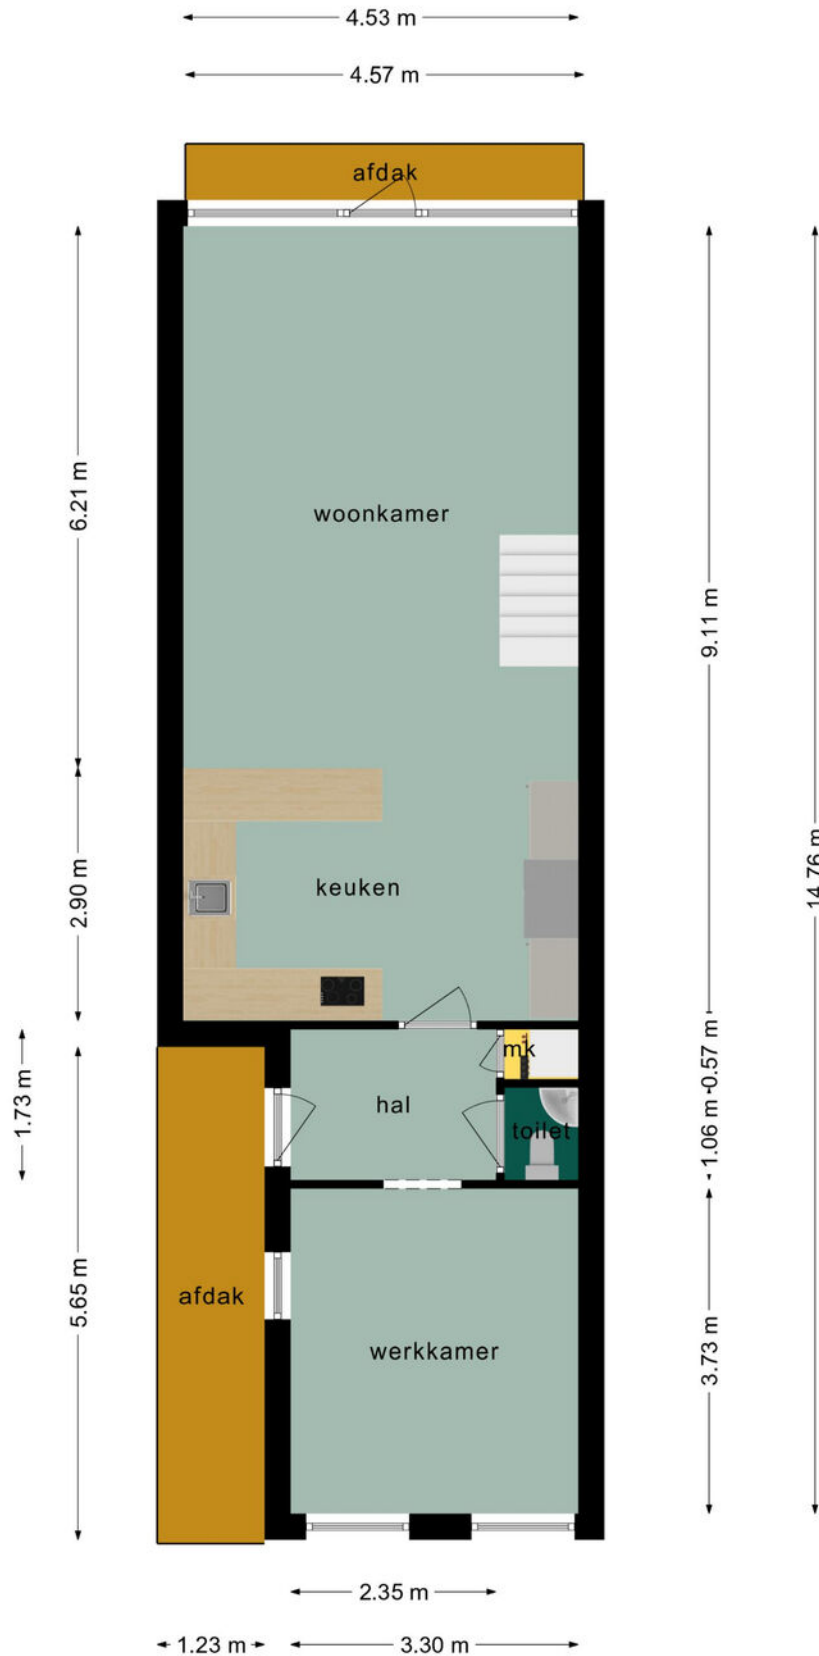 4.53 m
4.57 m
afdak
6.21 m
woonkamer
9.11 m
14.76 m
2.90 m
keuken
mk
0.57 m
hal
1.73 m
toilet
1.06 m
5.65 m
afdak
werkkamer
3.73 m
2.35 m
1.23 m
3.30 m